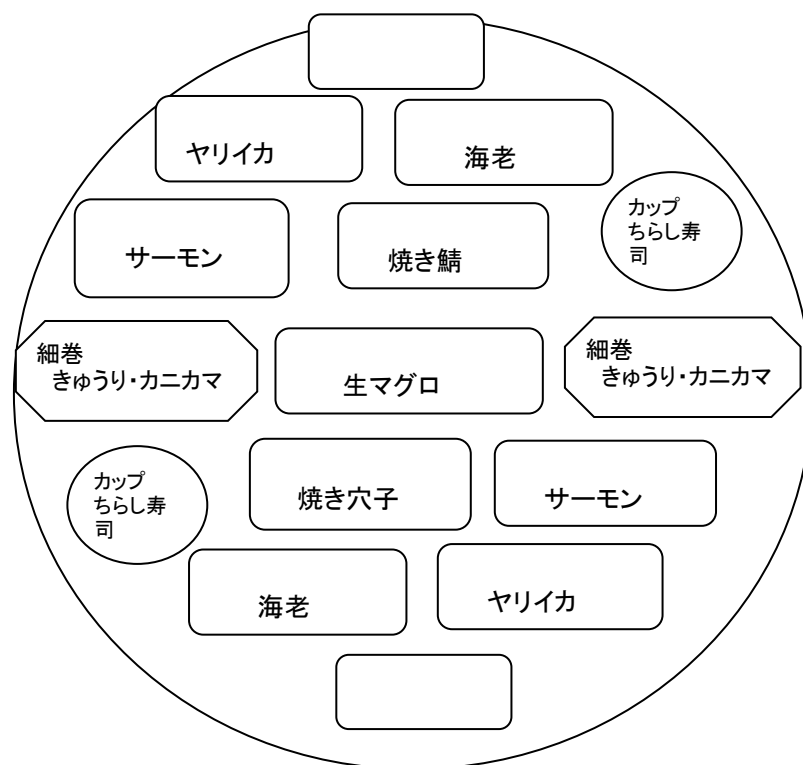 ヤリイカ
海老
カップ
ちらし寿
司
サーモン
焼き鯖
細巻
きゅうり・カニカマ
生マグロ
細巻
きゅうり・カニカマ
カップ
ちらし寿
司
焼き穴子
サーモン
海老
ヤリイカ